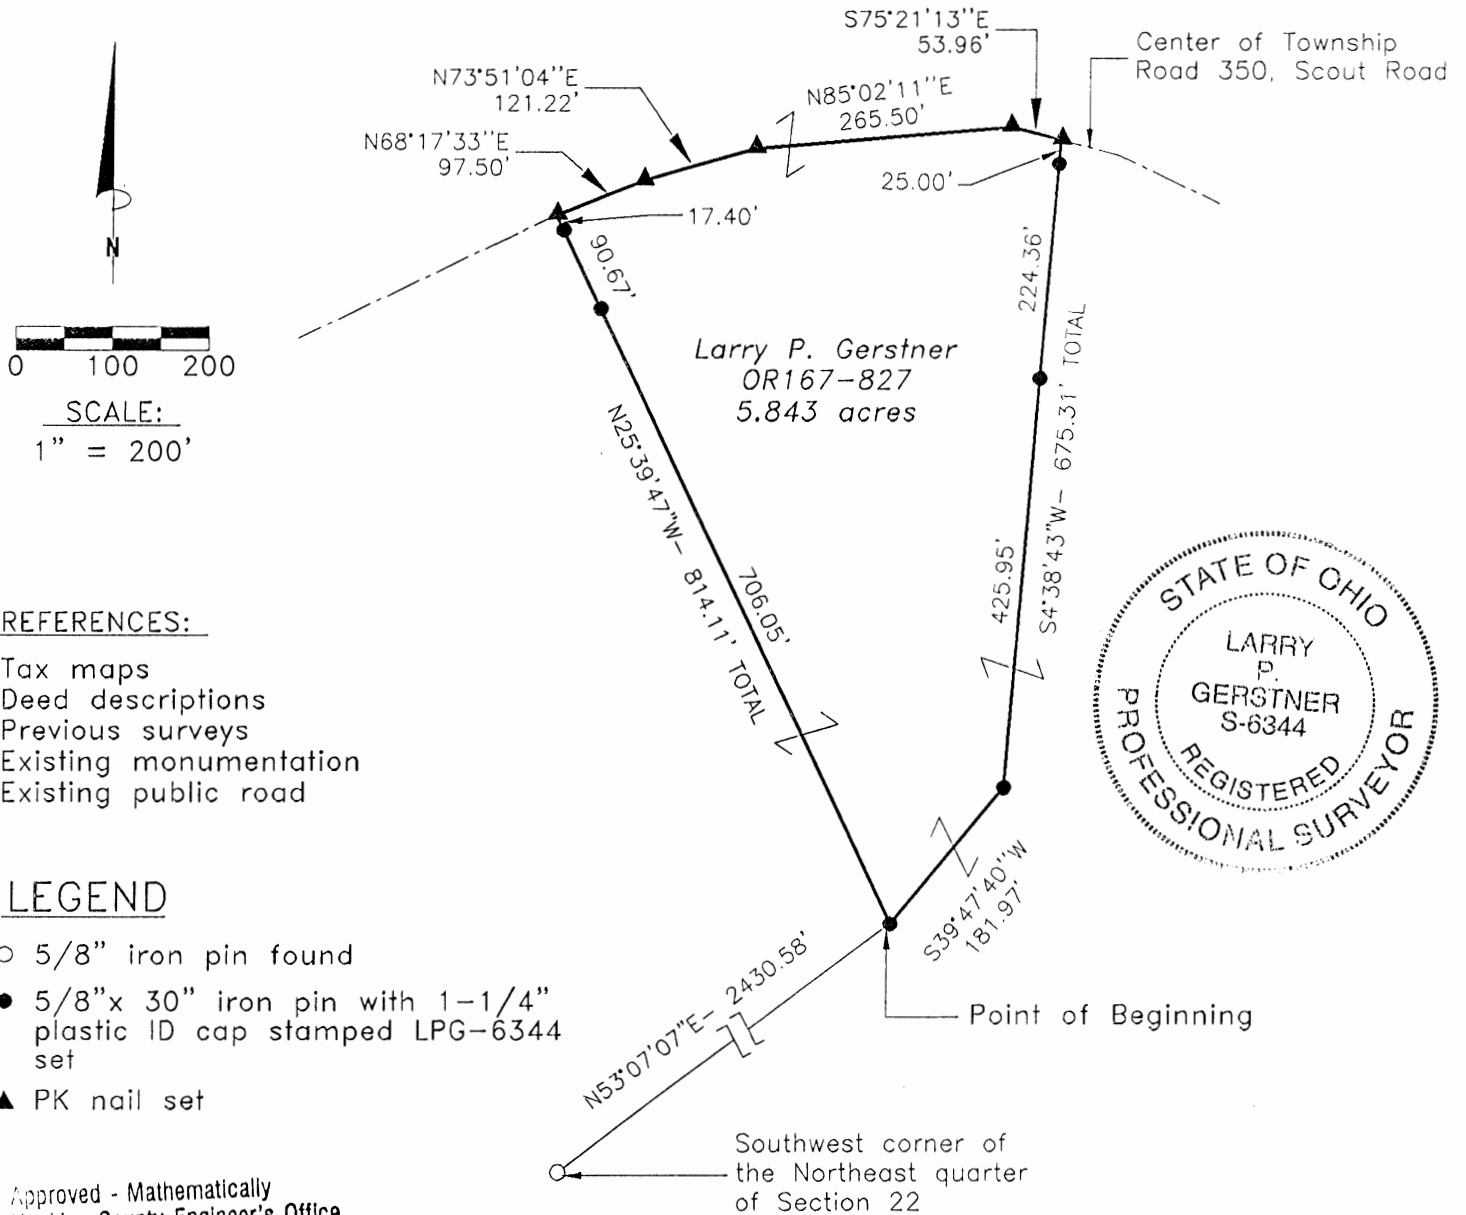 S75°21'13"E
53.96'
Center of Township
Road 350, Scout Road
N73°51'04"E
121.22'
N85°02'11"E
265.50'
N68°17'33"E
97.50'
25.00'
17.40'
90.67'
224.36'
N
0 100 200
SCALE:
1" = 200'
Larry P. Gerstner
OR167-827
5.843 acres
N25°39'47"W- 814.11' TOTAL
706.05'
425.95'
S4°38'43"W- 675.31' TOTAL
STATE OF OHIO
LARRY
P.
GERSTNER
S-6344
REGISTERED
PROFESSIONAL SURVEYOR
REFERENCES:
Tax maps
Deed descriptions
Previous surveys
Existing monumentation
Existing public road
S39°47'40"W
181.97'
LEGEND
5/8" iron pin found
5/8"x 30" iron pin with 1-1/4"
plastic ID cap stamped LPG-6344
set
PK nail set
N53°07'07"E- 2430.58'
Point of Beginning
Southwest corner of
the Northeast quarter
of Section 22
Approved - Mathematically
County Engineer's Office